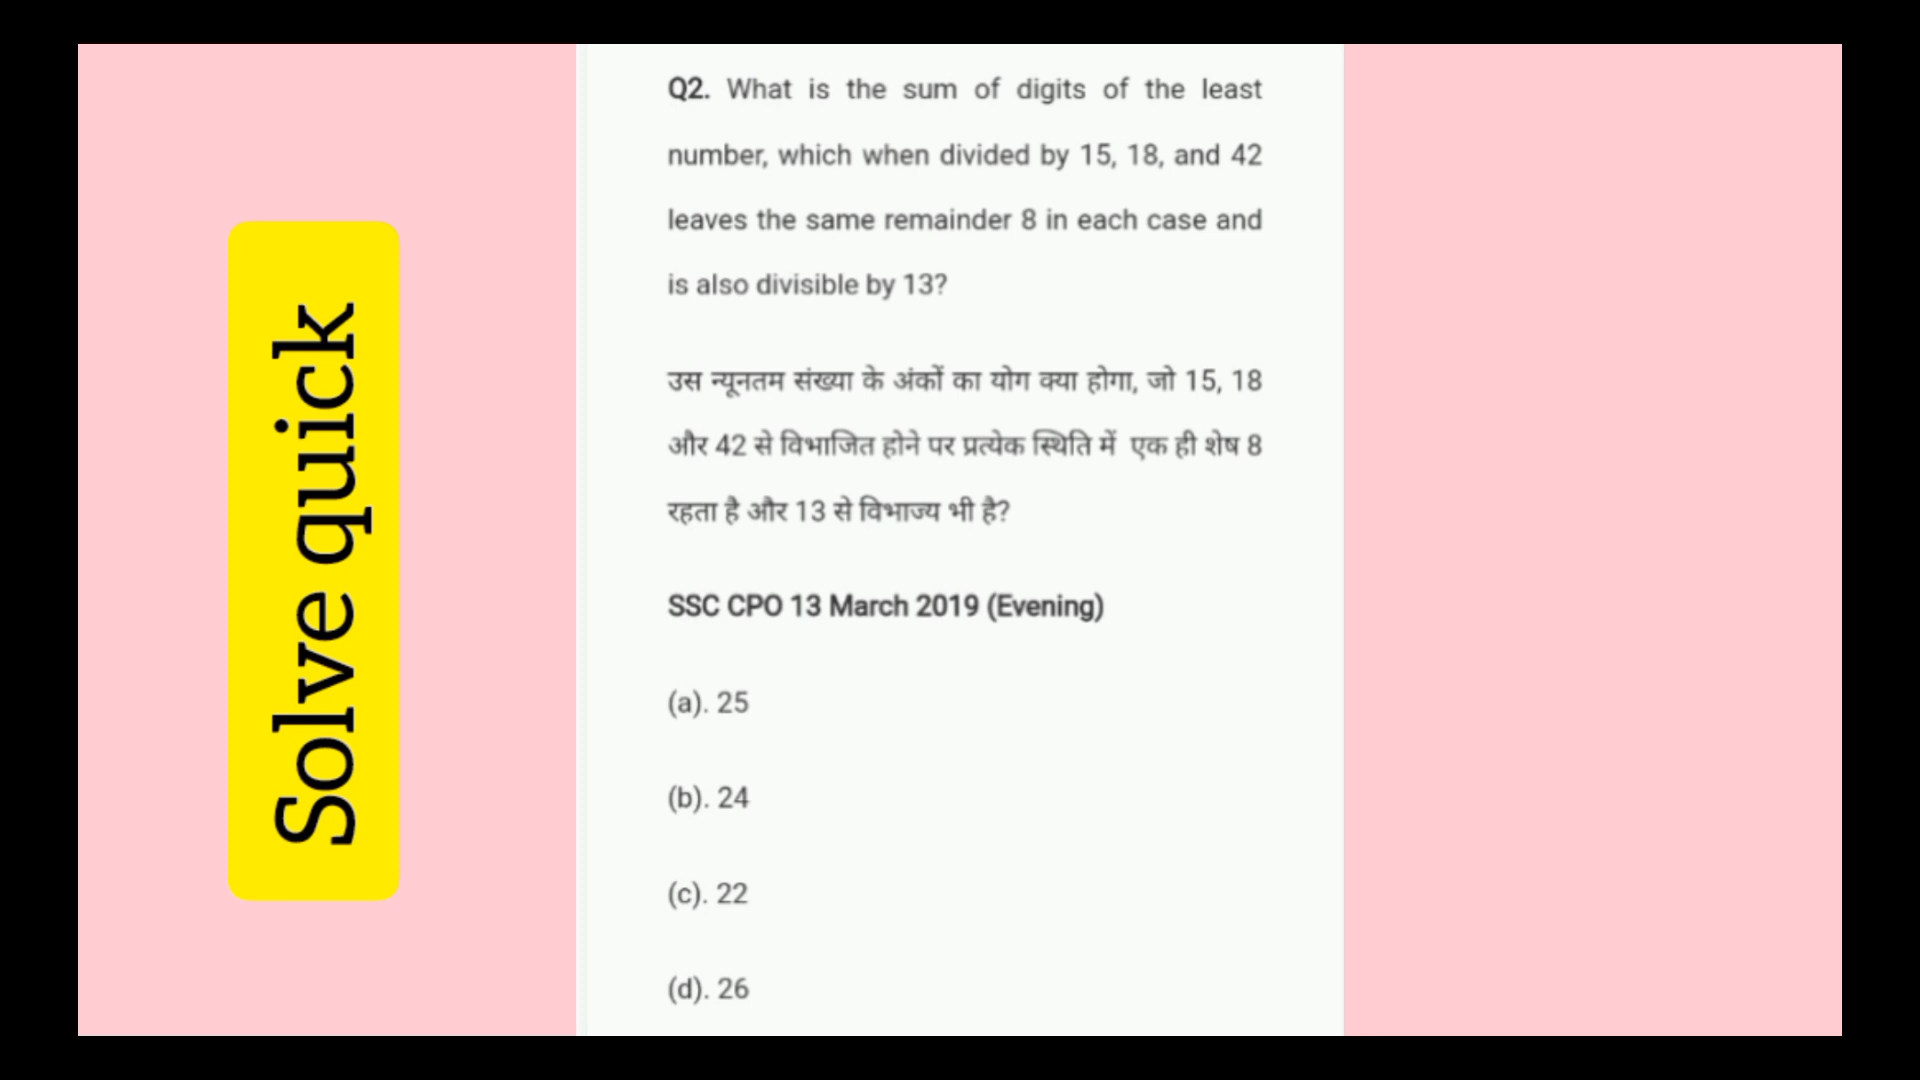 Solve quick
Q2. What is the sum of digits of the least
number, which when divided by 15, 18, and 42
leaves the same remainder 8 in each case and
is also divisible by 13?
उस न्यूनतम संख्या के अंकों का योग क्या होगा, जो 15, 18
और 42 से विभाजित होने पर प्रत्येक स्थिति में एक ही शेष 8
रहता है और 13 से विभाज्य भी है?
SSC CPO 13 March 2019 (Evening)
(a). 25
(b). 24
(c). 22
(d). 26